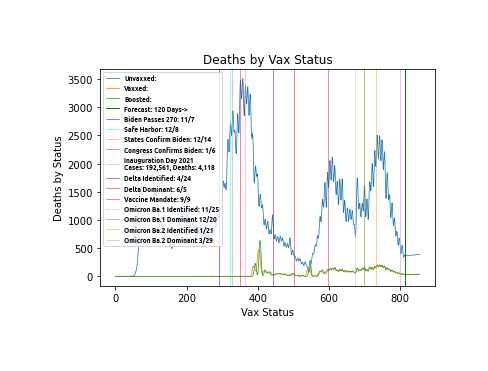 Deaths by Vax Status
3500
3000
2500
2000
1500
1000
500
0
Deaths by Status
Unvaxxed:
Vaxxed:
Boosted:
Forecast: 120 Days->
Biden Passes 270: 11/7
Safe Harbor: 12/8
States Confirm Biden: 12/14
Congress Confirms Biden: 1/6
Inauguration Day 2021
Cases: 192,561, Deaths: 4,118
Delta Identified: 4/24
Delta Dominant: 6/5
Vaccine Mandate: 9/9
Omicron Ba.1 Identified: 11/25
Omicron Ba.1 Dominant 12/20
Omicron Ba.2 Identified 1/21
Omicron Ba.2 Dominant 3/29
0 200 400 600 800
Vax Status